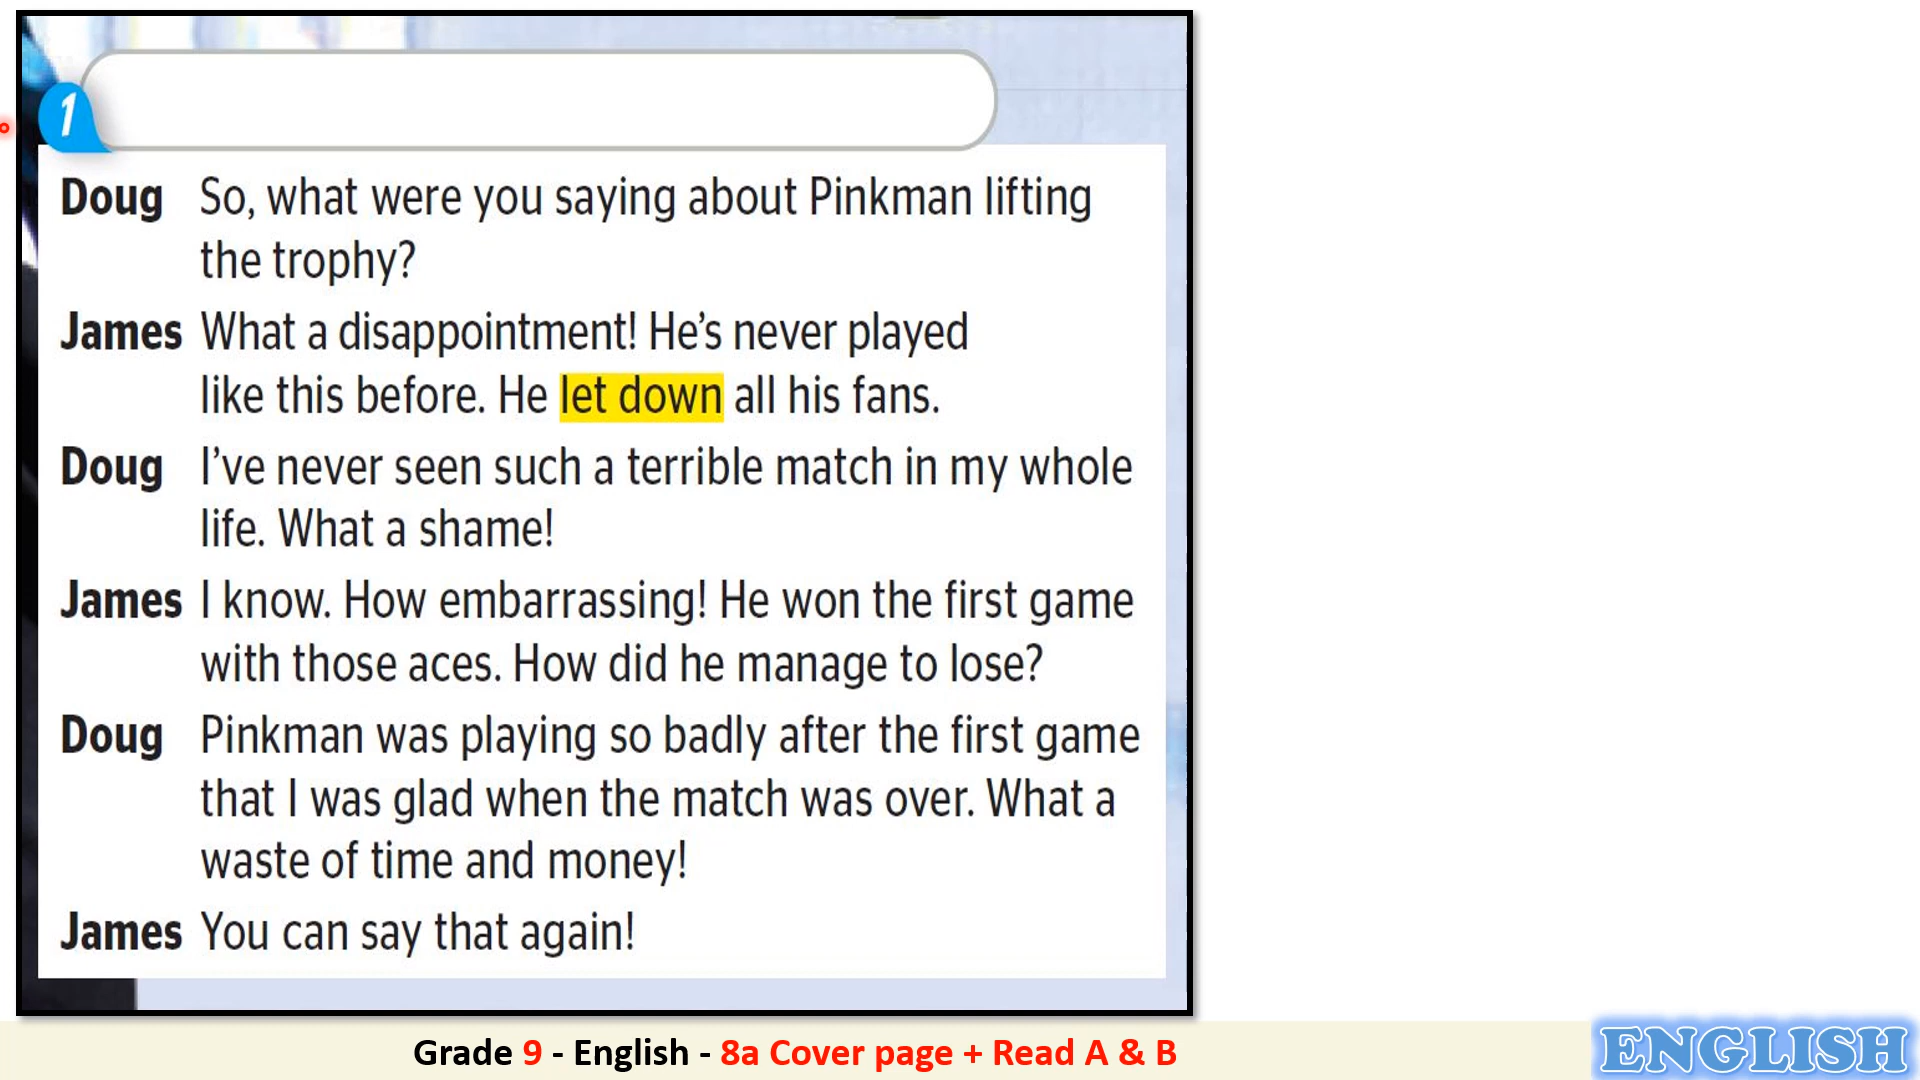 1
Doug So, what were you saying about Pinkman lifting
the trophy?
James What a disappointment! He’s never played
like this before. He let down all his fans.
Doug I’ve never seen such a terrible match in my whole
life. What a shame!
James I know. How embarrassing! He won the first game
with those aces. How did he manage to lose?
Doug Pinkman was playing so badly after the first game
that I was glad when the match was over. What a
waste of time and money!
James You can say that again!
Grade 9 - English - 8a Cover page + Read A & B
ENGLISH